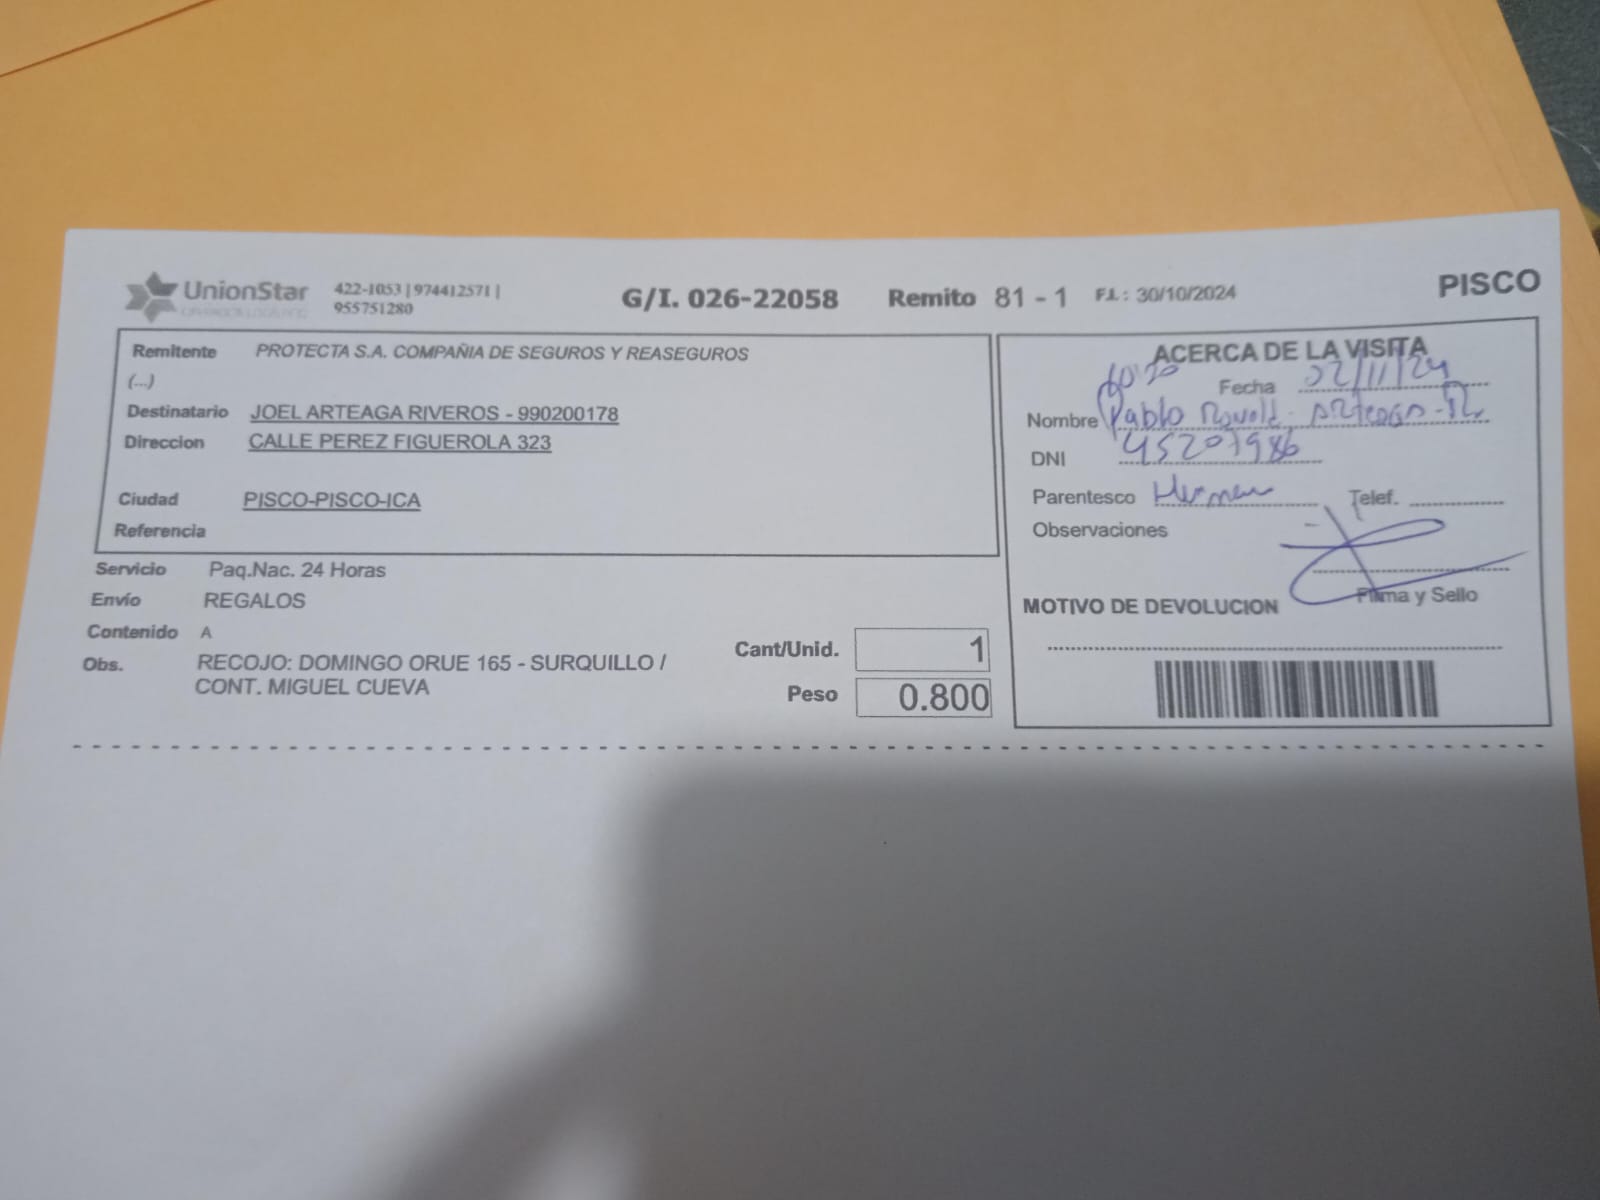 UnionStar 422-1053 | 974412571 |
955751280
G/I. 026-22058 Remito 81 - 1 F.I.: 30/10/2024 PISCO
Remitente PROTECTA S.A. COMPAÑIA DE SEGUROS Y REASEGUROS
(...)
Destinatario JOEL ARTEAGA RIVEROS - 990200178
Direccion CALLE PEREZ FIGUEROLA 323
Ciudad PISCO-PISCO-ICA
Referencia
Servicio Paq.Nac. 24 Horas
Envío REGALOS
Contenido A
Obs. RECOJO: DOMINGO ORUE 165 - SURQUILLO /
CONT. MIGUEL CUEVA
Cant/Unid. 1
Peso 0.800
ACERCA DE LA VISITA
Fecha 02/11/24
Nombre Pablo Arteaga
DNI 45207986
Parentesco Hermano Telef.
Observaciones
Firma y Sello
MOTIVO DE DEVOLUCION